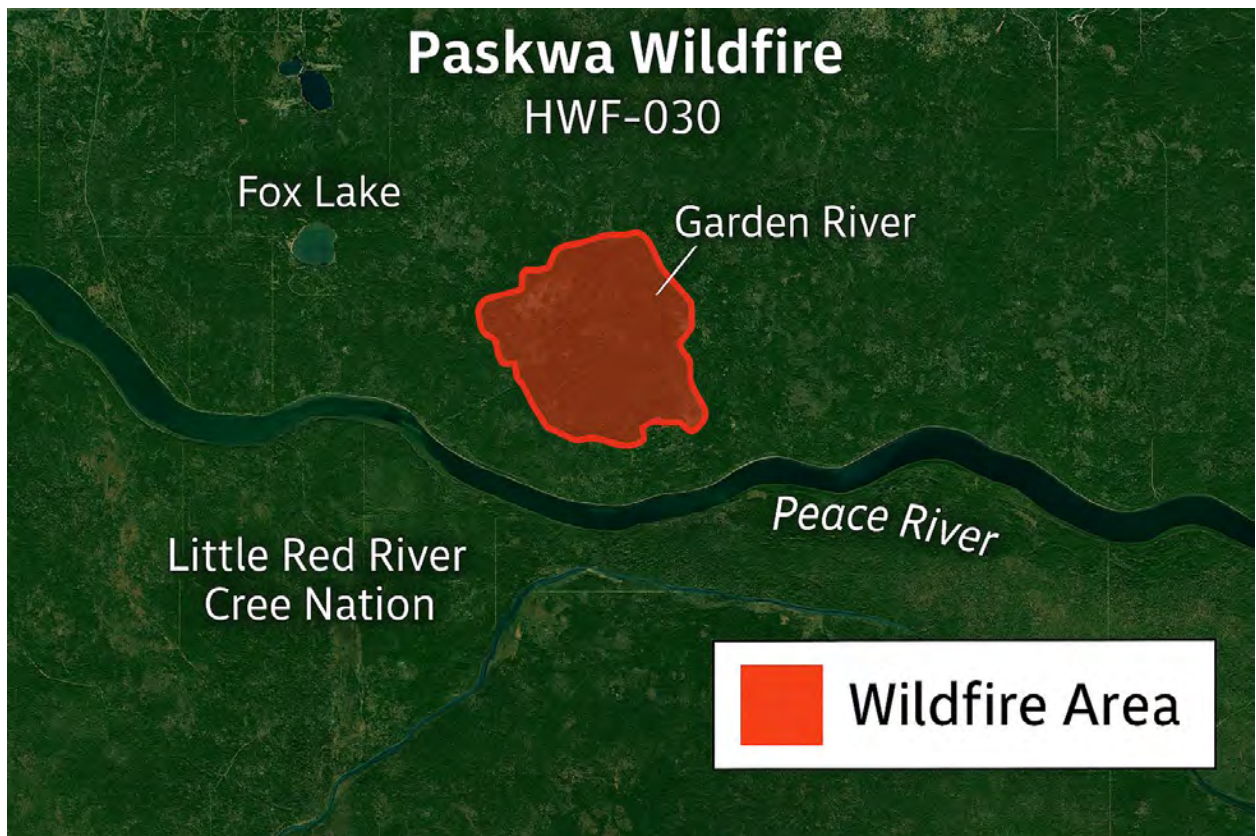 Paskwa Wildfire
HWF-030
Fox Lake
Garden River
Peace River
Little Red River
Cree Nation
Wildfire Area